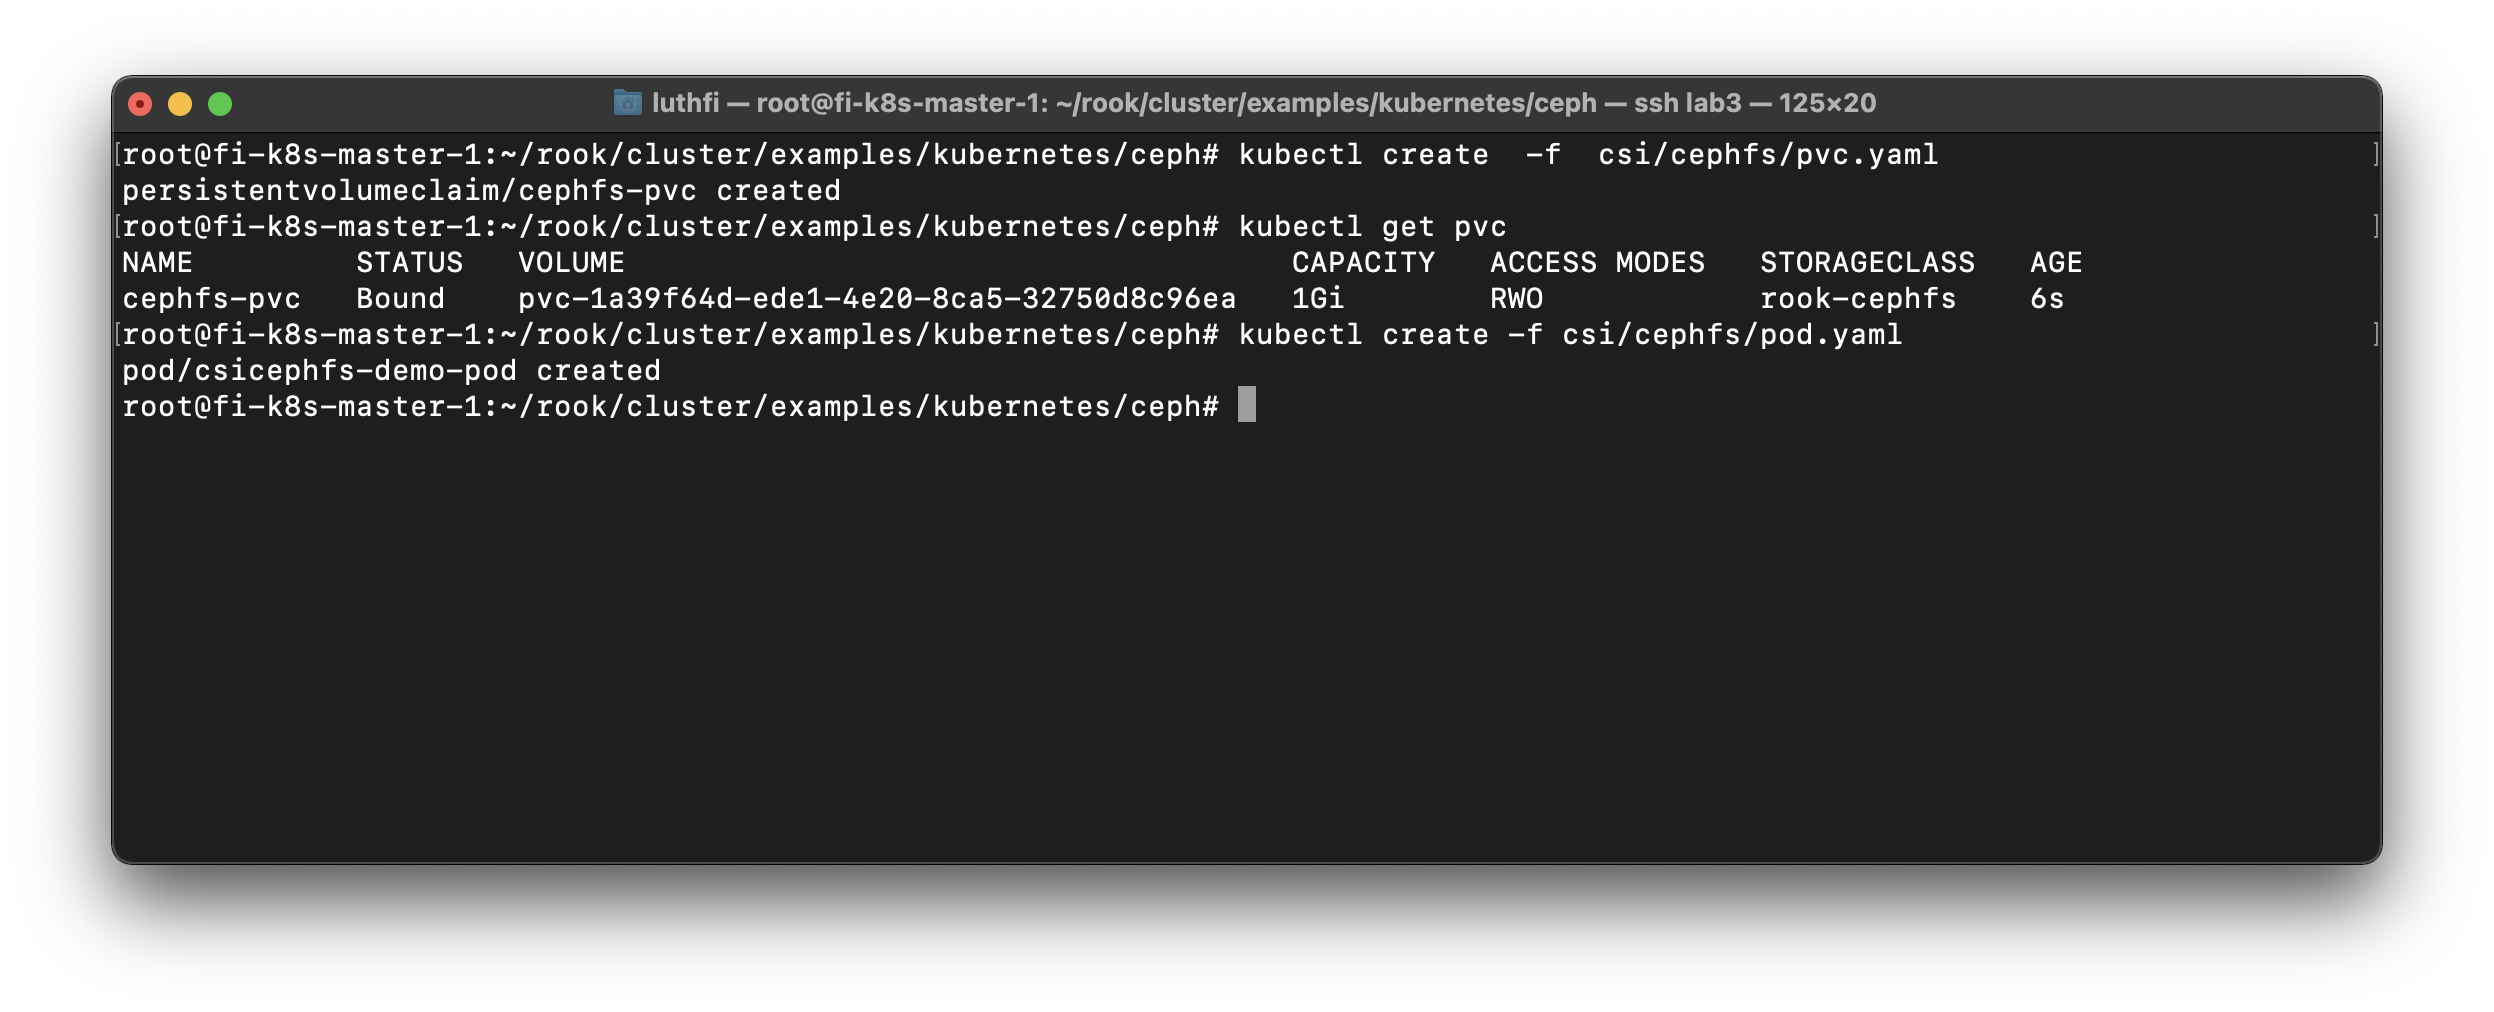 luthfi — root@fi-k8s-master-1: ~/rook/cluster/examples/kubernetes/ceph — ssh lab3 — 125×20
[root@fi-k8s-master-1:~/rook/cluster/examples/kubernetes/ceph# kubectl create  -f  csi/cephfs/pvc.yaml ]
persistentvolumeclaim/cephfs-pvc created
[root@fi-k8s-master-1:~/rook/cluster/examples/kubernetes/ceph# kubectl get pvc ]
NAME         STATUS   VOLUME                                     CAPACITY   ACCESS MODES   STORAGECLASS   AGE
cephfs-pvc   Bound    pvc-1a39f64d-ede1-4e20-8ca5-32750d8c96ea   1Gi        RWO            rook-cephfs    6s
[root@fi-k8s-master-1:~/rook/cluster/examples/kubernetes/ceph# kubectl create -f csi/cephfs/pod.yaml ]
pod/csicephfs-demo-pod created
root@fi-k8s-master-1:~/rook/cluster/examples/kubernetes/ceph#